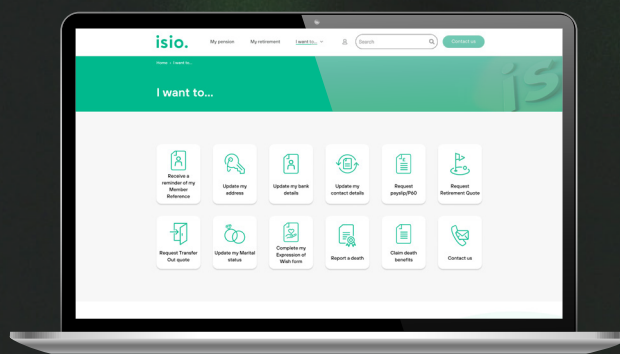 isio.
My pension
My retirement
I want to...
Search
Contact us
Home > I want to...
I want to...
is
Receive a
reminder of my
Member
Reference
Update my
address
Update my bank
details
Update my
contact details
Request
payslip/P60
Request
Retirement Quote
Request Transfer
Out quote
Update my Marital
status
Complete my
Expression of
Wish form
Report a death
Claim death
benefits
Contact us